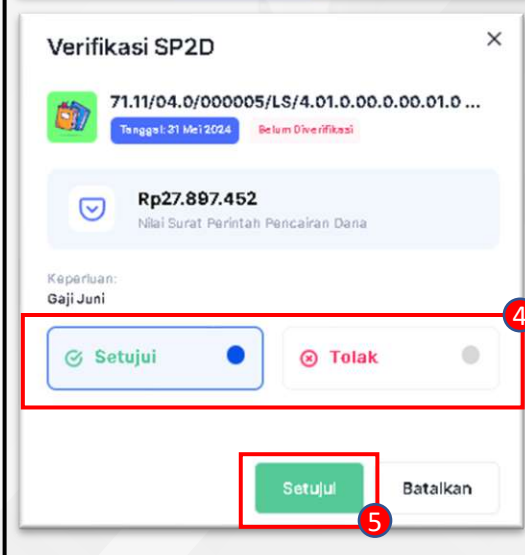 Verifikasi SP2D
71.11/04.0/000005/LS/4.01.0.00.0.00.01.0 ...
Tanggal: 31 Mei 2024 Belum Diverifikasi
Rp27.897.452
Nilai Surat Perintah Pencairan Dana
Keperluan:
Gaji Juni
4
Setujui Tolak
Setujui Batalkan
5